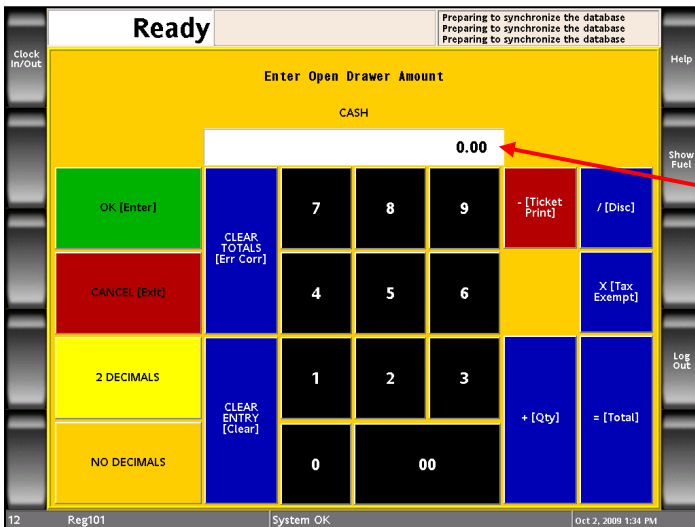 Ready
Preparing to synchronize the database
Preparing to synchronize the database
Preparing to synchronize the database
Clock
In/Out
Help
Enter Open Drawer Amount
CASH
0.00
Show
Fuel
OK [Enter]
CLEAR
TOTALS
[Err Corr]
7
8
9
- [Ticket
Print]
/ [Disc]
CANCEL [Exit]
4
5
6
X [Tax
Exempt]
2 DECIMALS
CLEAR
ENTRY
[Clear]
1
2
3
+ [Qty]
= [Total]
Log
Out
NO DECIMALS
0
00
12
Reg101
System OK
Oct 2, 2009 1:34 PM